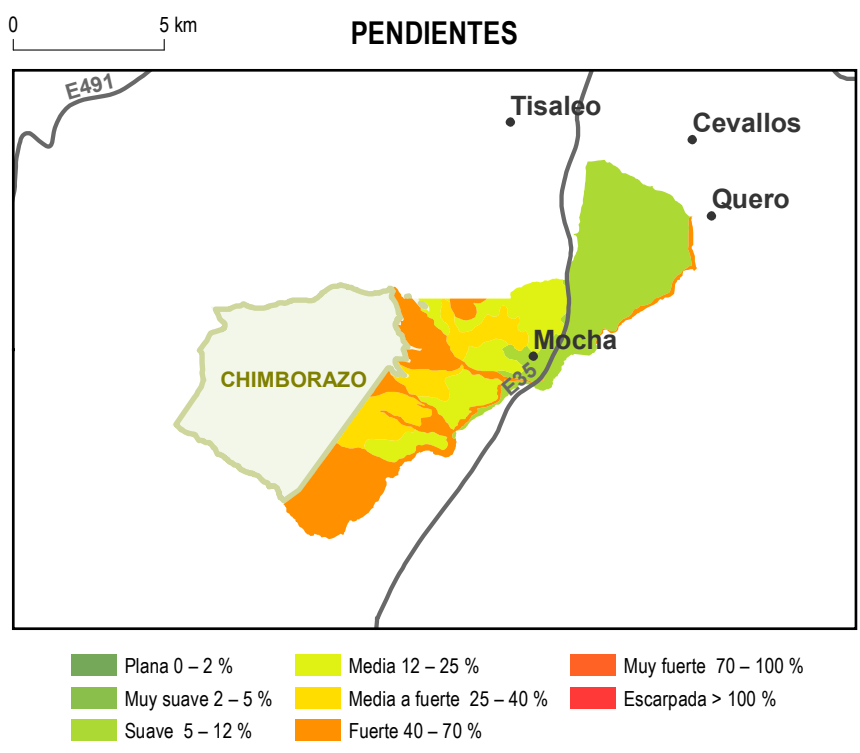 0 5 km
PENDIENTES
E491
Tisaleo
Cevallos
Quero
Mocha
CHIMBORAZO
E35
Plana 0 – 2 %
Muy suave 2 – 5 %
Suave 5 – 12 %
Media 12 – 25 %
Media a fuerte 25 – 40 %
Fuerte 40 – 70 %
Muy fuerte 70 – 100 %
Escarpada > 100 %